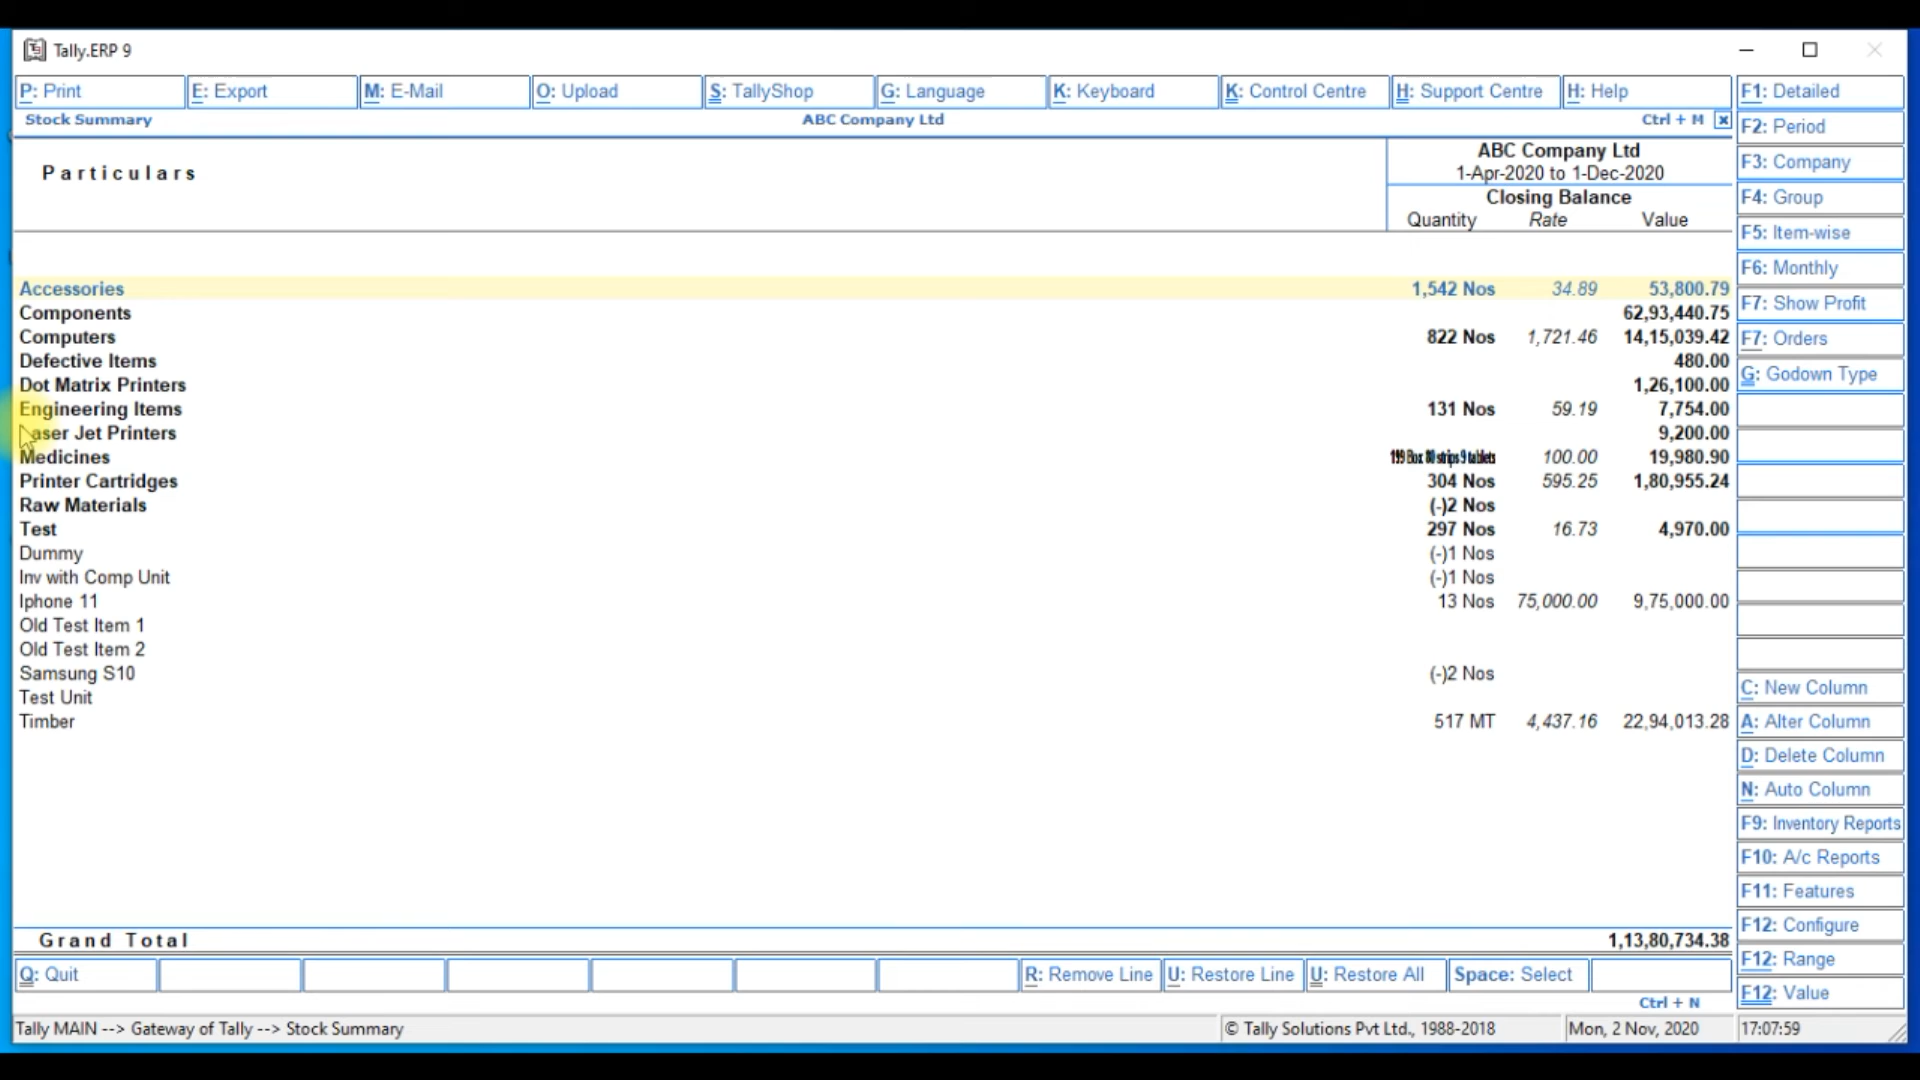 Tally.ERP 9
P: Print E: Export M: E-Mail O: Upload S: TallyShop G: Language K: Keyboard K: Control Centre H: Support Centre H: Help
Stock Summary ABC Company Ltd Ctrl + M
Particulars
ABC Company Ltd
1-Apr-2020 to 1-Dec-2020
Closing Balance
Quantity Rate Value
Accessories 1,542 Nos 34.89 53,800.79
Components 62,93,440.75
Computers 822 Nos 1,721.46 14,15,039.42
Defective Items 480.00
Dot Matrix Printers 1,26,100.00
Engineering Items 131 Nos 59.19 7,754.00
Laser Jet Printers 9,200.00
Medicines strips 9 tablets 100.00 19,980.90
Printer Cartridges 304 Nos 595.25 1,80,955.24
Raw Materials (-)2 Nos
Test 297 Nos 16.73 4,970.00
Dummy (-)1 Nos
Inv with Comp Unit (-)1 Nos
Iphone 11 13 Nos 75,000.00 9,75,000.00
Old Test Item 1
Old Test Item 2
Samsung S10 (-)2 Nos
Test Unit
Timber 517 MT 4,437.16 22,94,013.28
Grand Total 1,13,80,734.38
Q: Quit R: Remove Line U: Restore Line U: Restore All Space: Select
Ctrl + N
F1: Detailed
F2: Period
F3: Company
F4: Group
F5: Item-wise
F6: Monthly
F7: Show Profit
F7: Orders
G: Godown Type
C: New Column
A: Alter Column
D: Delete Column
N: Auto Column
F9: Inventory Reports
F10: A/c Reports
F11: Features
F12: Configure
F12: Range
F12: Value
Tally MAIN --> Gateway of Tally --> Stock Summary © Tally Solutions Pvt Ltd., 1988-2018 Mon, 2 Nov, 2020 17:07:59